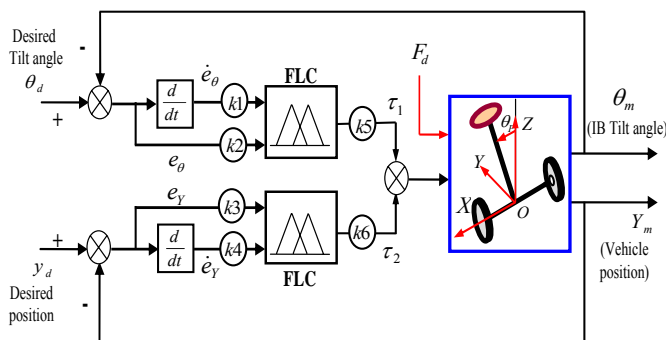 Desired
Tilt angle
θd
+
-
d
dt
ėθ
eθ
k1
k2
FLC
k5
τ1
Fd
θp
Z
Y
X
O
θm
(IB Tilt angle)
Ym
(Vehicle
position)
eY
k3
d
dt
k4
ėY
FLC
k6
τ2
+
yd
Desired
position
-